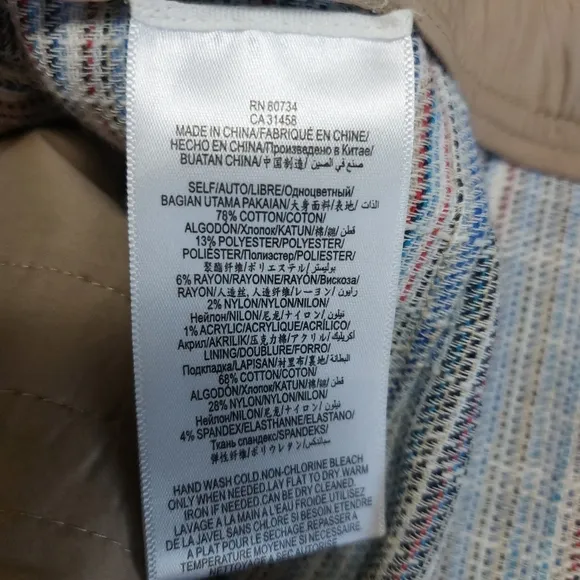 RN 80734
CA 31458
MADE IN CHINA/FABRIQUÉ EN CHINE/
HECHO EN CHINA/Произведено в Китае/
BUATAN CHINA/中国制造/صنع في الصين/
SELF/AUTO/LIBRE/Одноцветный/
BAGIAN UTAMA PAKAIAN/大身面料/表地/الذات/
78% COTTON/COTON/
ALGODÓN/Хлопок/KATUN/棉/綿/قطن/
13% POLYESTER/POLYESTER/
POLIÉSTER/Полиэстер/POLIESTER/
聚酯纤维/ポリエステル/بوليستر/
6% RAYON/RAYONNE/RAYÓN/Вискоза/
RAYON/人造丝, 人造纤维/レーヨン/رايون/
2% NYLON/NYLON/NILON/
Нейлон/NILON/尼龙/ナイロン/نيلون/
1% ACRYLIC/ACRYLIQUE/ACRÍLICO/
Акрил/AKRILIK/压克力棉/アクリル/أكريليك/
LINING/DOUBLURE/FORRO/
Подкладка/LAPISAN/衬里布/裏地/البطانة/
68% COTTON/COTON/
ALGODÓN/Хлопок/KATUN/棉/綿/قطن/
28% NYLON/NYLON/NILON/
Нейлон/NILON/尼龙/ナイロン/نيلون/
4% SPANDEX/ELASTHANNE/ELASTANO/
Ткань спандекс/SPANDEKS/
弹性纤维/ポリウレタン/سباندكس/
HAND WASH COLD.NON-CHLORINE BLEACH
ONLY WHEN NEEDED.LAY FLAT TO DRY.WARM
IRON IF NEEDED.CAN BE DRY CLEANED.
LAVAGE A LA MAIN A L'EAU FROIDE.UTILISEZ
DE LA JAVEL SANS CHLORE SI BESOIN.ETENDRE
A PLAT POUR LE SECHAGE.REPASSAGE
TEMPERATURE MOYENNE SI NECESSAIRE.
NETTOYAGE A SEC AUTORISE.